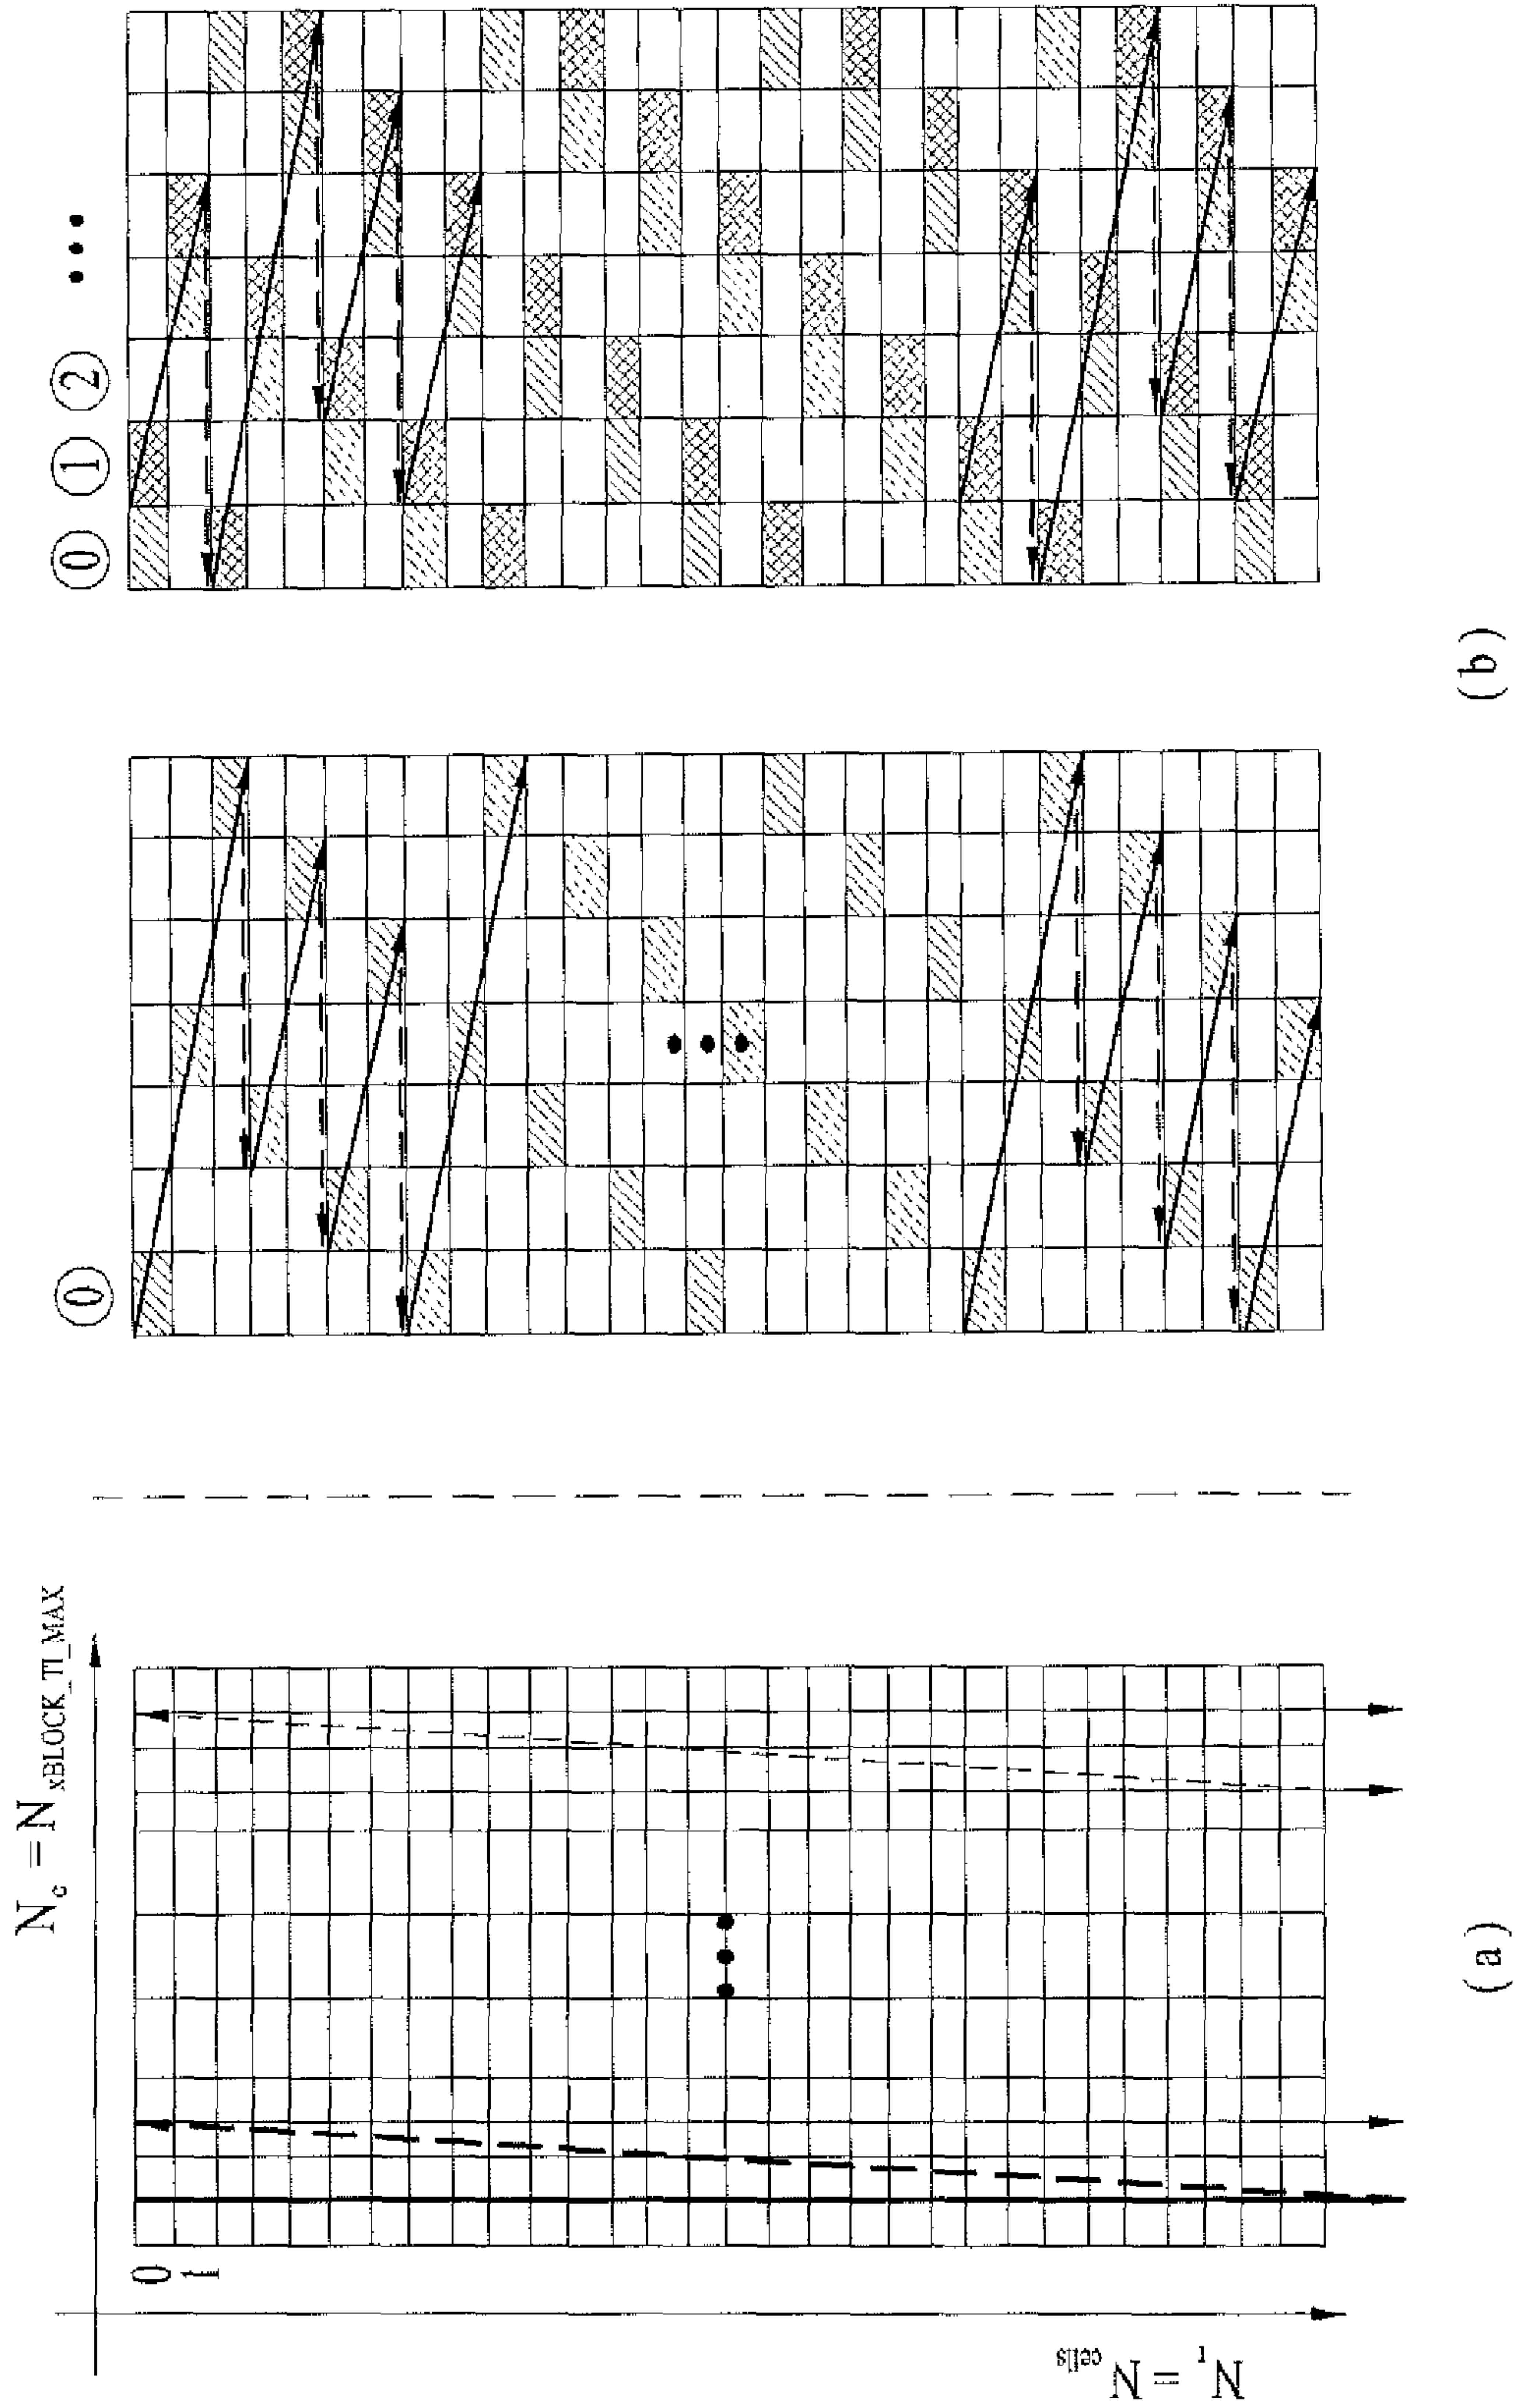 N_c = N_xBLOCK_TI_MAX
0
1
N_r = N_cells
(a)
0
0 1 2 •••
(b)